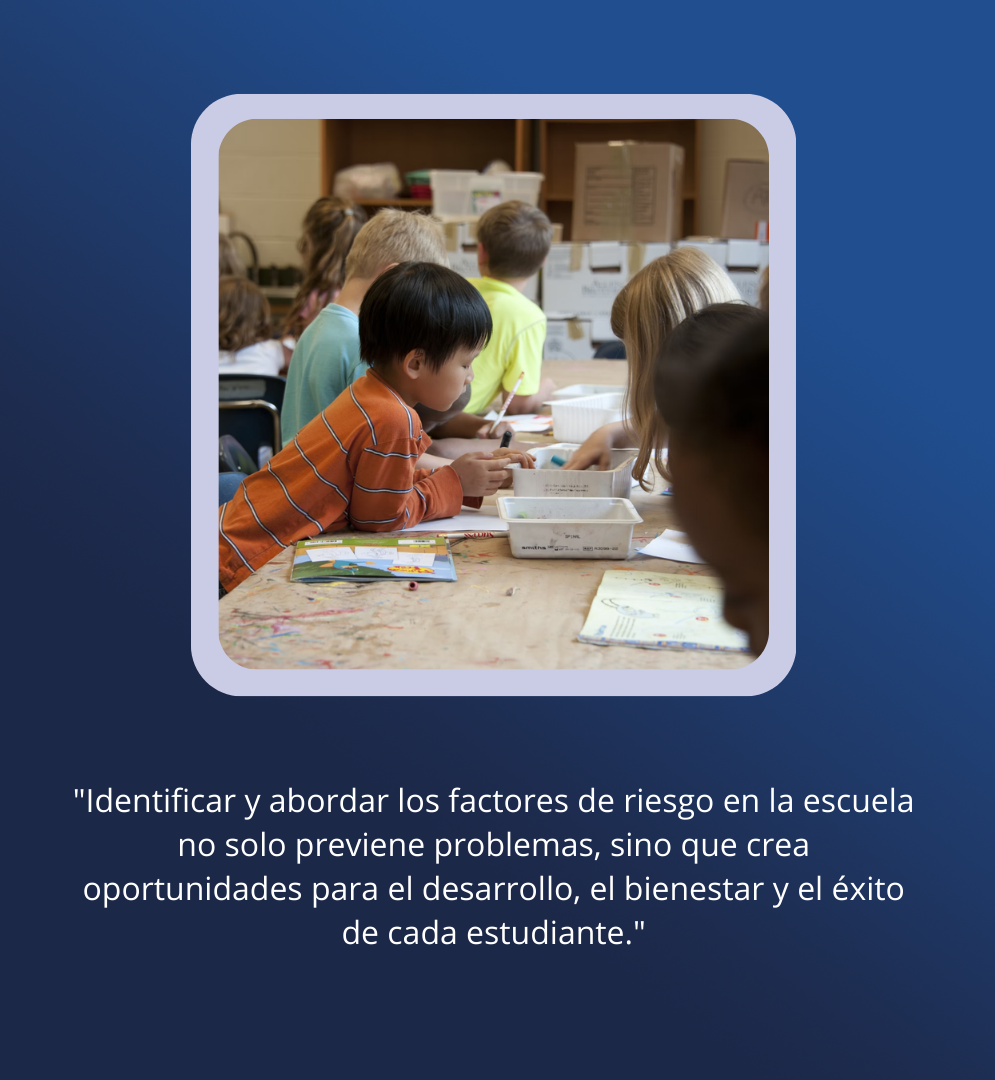 "Identificar y abordar los factores de riesgo en la escuela
no solo previene problemas, sino que crea
oportunidades para el desarrollo, el bienestar y el éxito
de cada estudiante."